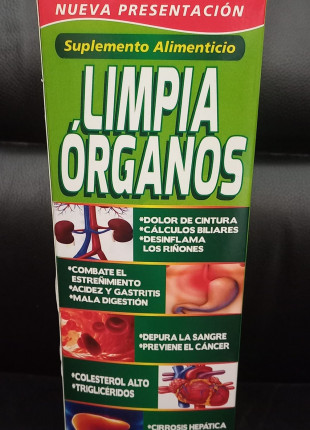 NUEVA PRESENTACIÓN
Suplemento Alimenticio
LIMPIA
ÓRGANOS
•DOLOR DE CINTURA
•CÁLCULOS BILIARES
•DESINFLAMA
LOS RIÑONES
•COMBATE EL
ESTREÑIMIENTO
•ACIDEZ Y GASTRITIS
•MALA DIGESTIÓN
•DEPURA LA SANGRE
•PREVIENE EL CÁNCER
•COLESTEROL ALTO
•TRIGLICÉRIDOS
•CIRROSIS HEPÁTICA